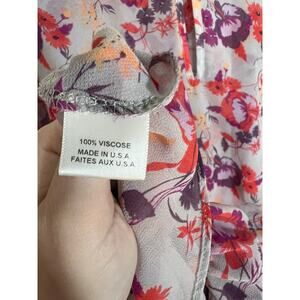 100% VISCOSE
MADE IN U.S.A
FAITES AUX U.S.A